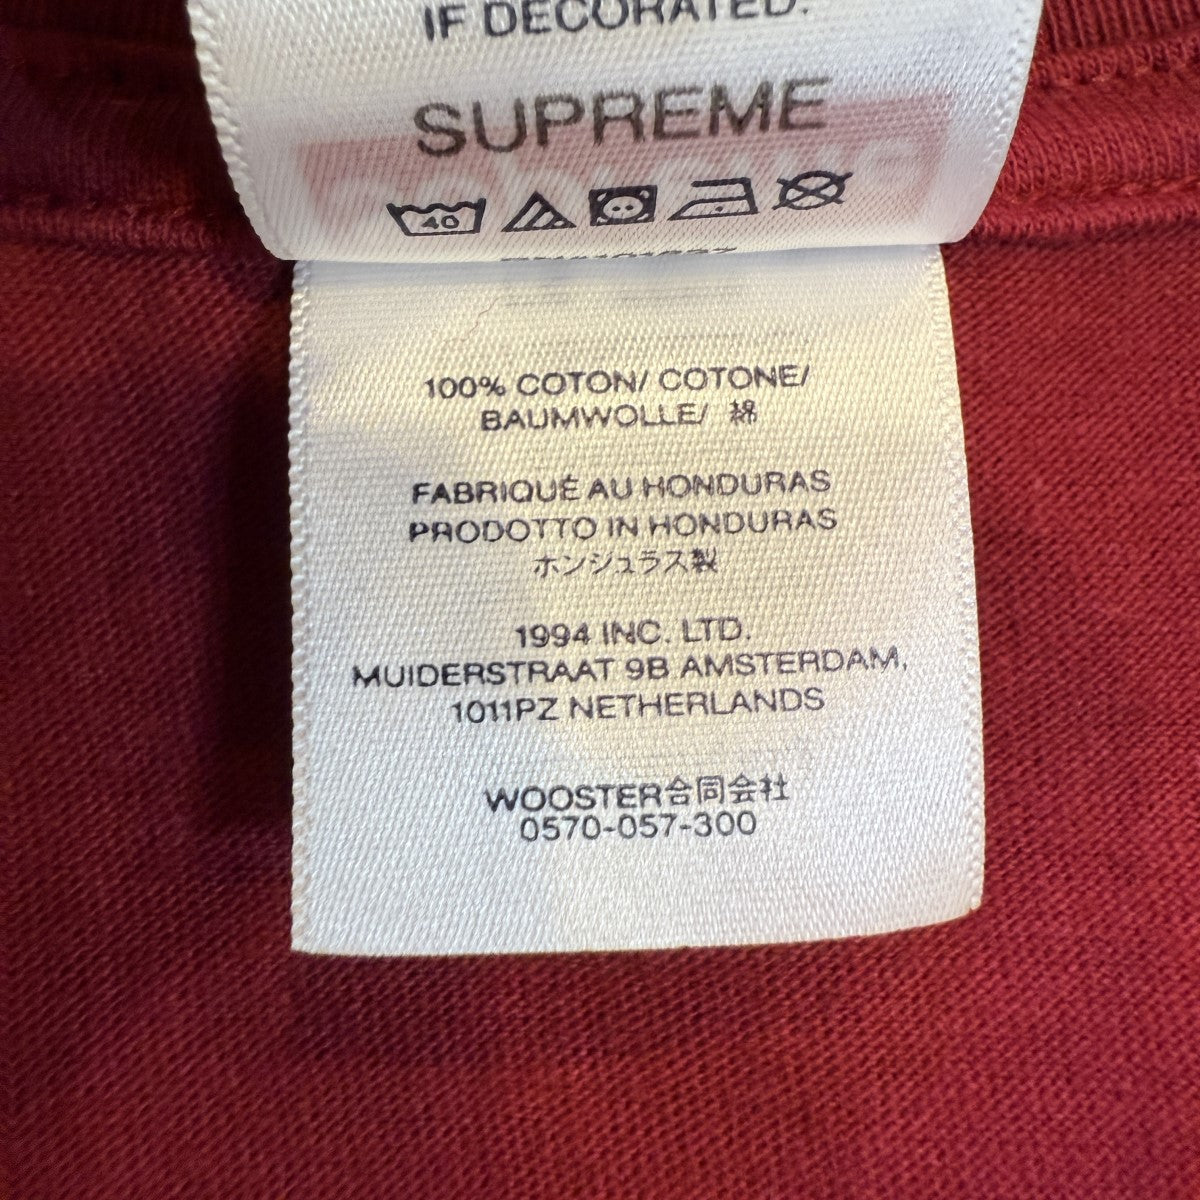 IF DECORATED.
SUPREME
40
100% COTON/ COTONE/
BAUMWOLLE/ 綿
FABRIQUÉ AU HONDURAS
PRODOTTO IN HONDURAS
ホンジュラス製
1994 INC. LTD.
MUIDERSTRAAT 9B AMSTERDAM,
1011PZ NETHERLANDS
WOOSTER合同会社
0570-057-300